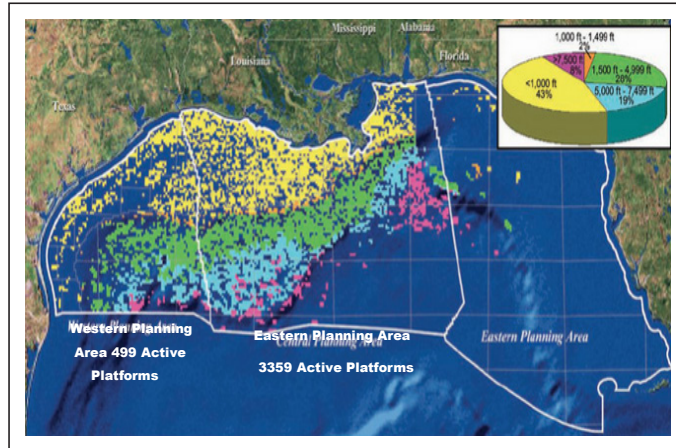 Mississippi
Alabama
Louisiana
Florida
Texas
1,000 ft - 1,499 ft
2%
>7,500 ft
8%
1,500 ft - 4,999 ft
28%
<1,000 ft
43%
5,000 ft - 7,499 ft
19%
Western Planning
Area 499 Active
Platforms
Eastern Planning Area
3359 Active Platforms
Central Planning Area
Eastern Planning Area